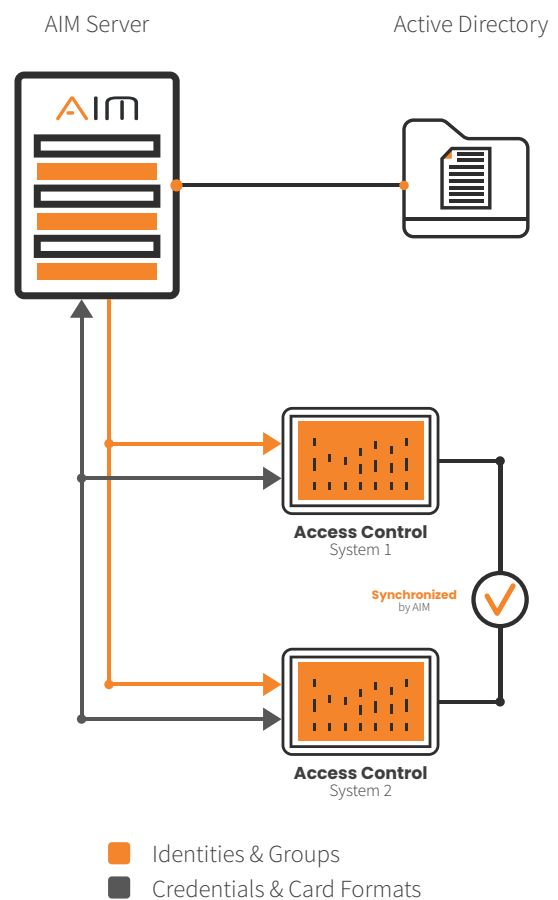 AIM Server
Active Directory
AIM
Access Control
System 1
Synchronized
by AIM
Access Control
System 2
Identities & Groups
Credentials & Card Formats